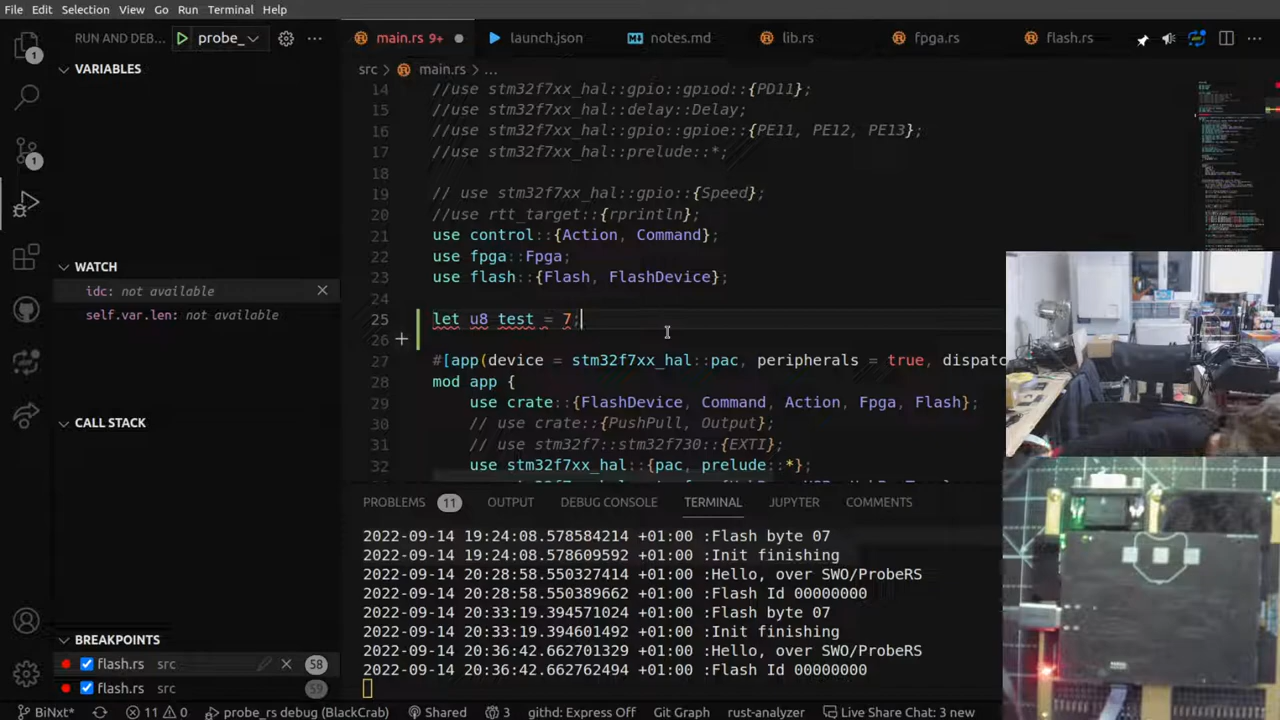 File Edit Selection View Go Run Terminal Help
RUN AND DEB... probe_
main.rs 9+ launch.json notes.md lib.rs fpga.rs flash.rs
VARIABLES
src main.rs ...
14 //use stm32f7xx_hal::gpio::gpiod::{PD11};
15 //use stm32f7xx_hal::delay::Delay;
16 //use stm32f7xx_hal::gpio::gpioe::{PE11, PE12, PE13};
17 //use stm32f7xx_hal::prelude::*;
18
19 // use stm32f7xx_hal::gpio::{Speed};
20 //use rtt_target::{rprintln};
21 use control::{Action, Command};
22 use fpga::Fpga;
23 use flash::{Flash, FlashDevice};
24
25 let u8 test = 7;
26
27 #[app(device = stm32f7xx_hal::pac, peripherals = true, dispatc
28 mod app {
29 use crate::{FlashDevice, Command, Action, Fpga, Flash};
30 // use crate::{PushPull, Output};
31 // use stm32f7::stm32f730::{EXTI};
32 use stm32f7xx_hal::{pac, prelude::*};
WATCH
idc: not available
self.var.len: not available
CALL STACK
BREAKPOINTS
flash.rs src 58
flash.rs src 59
PROBLEMS 11 OUTPUT DEBUG CONSOLE TERMINAL JUPYTER COMMENTS
2022-09-14 19:24:08.578584214 +01:00 :Flash byte 07
2022-09-14 19:24:08.578609592 +01:00 :Init finishing
2022-09-14 20:28:58.550327414 +01:00 :Hello, over SWO/ProbeRS
2022-09-14 20:28:58.550389662 +01:00 :Flash Id 00000000
2022-09-14 20:33:19.394571024 +01:00 :Flash byte 07
2022-09-14 20:33:19.394601492 +01:00 :Init finishing
2022-09-14 20:36:42.662701329 +01:00 :Hello, over SWO/ProbeRS
2022-09-14 20:36:42.662762494 +01:00 :Flash Id 00000000
BiNxt* 11 0 probe_rs debug (BlackCrab) Shared 3 githd: Express Off Git Graph rust-analyzer Live Share Chat: 3 new